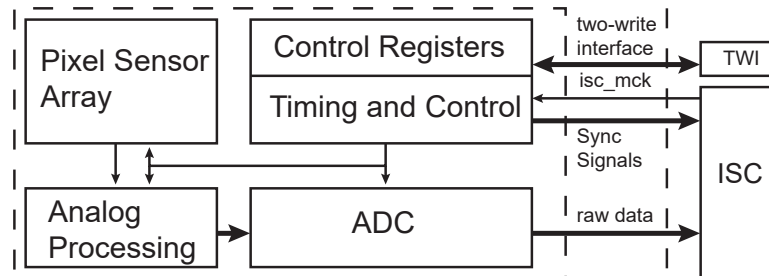 Pixel Sensor
Array
Control Registers
Timing and Control
two-write
interface
TWI
isc_mck
Sync
Signals
ISC
Analog
Processing
ADC
raw data